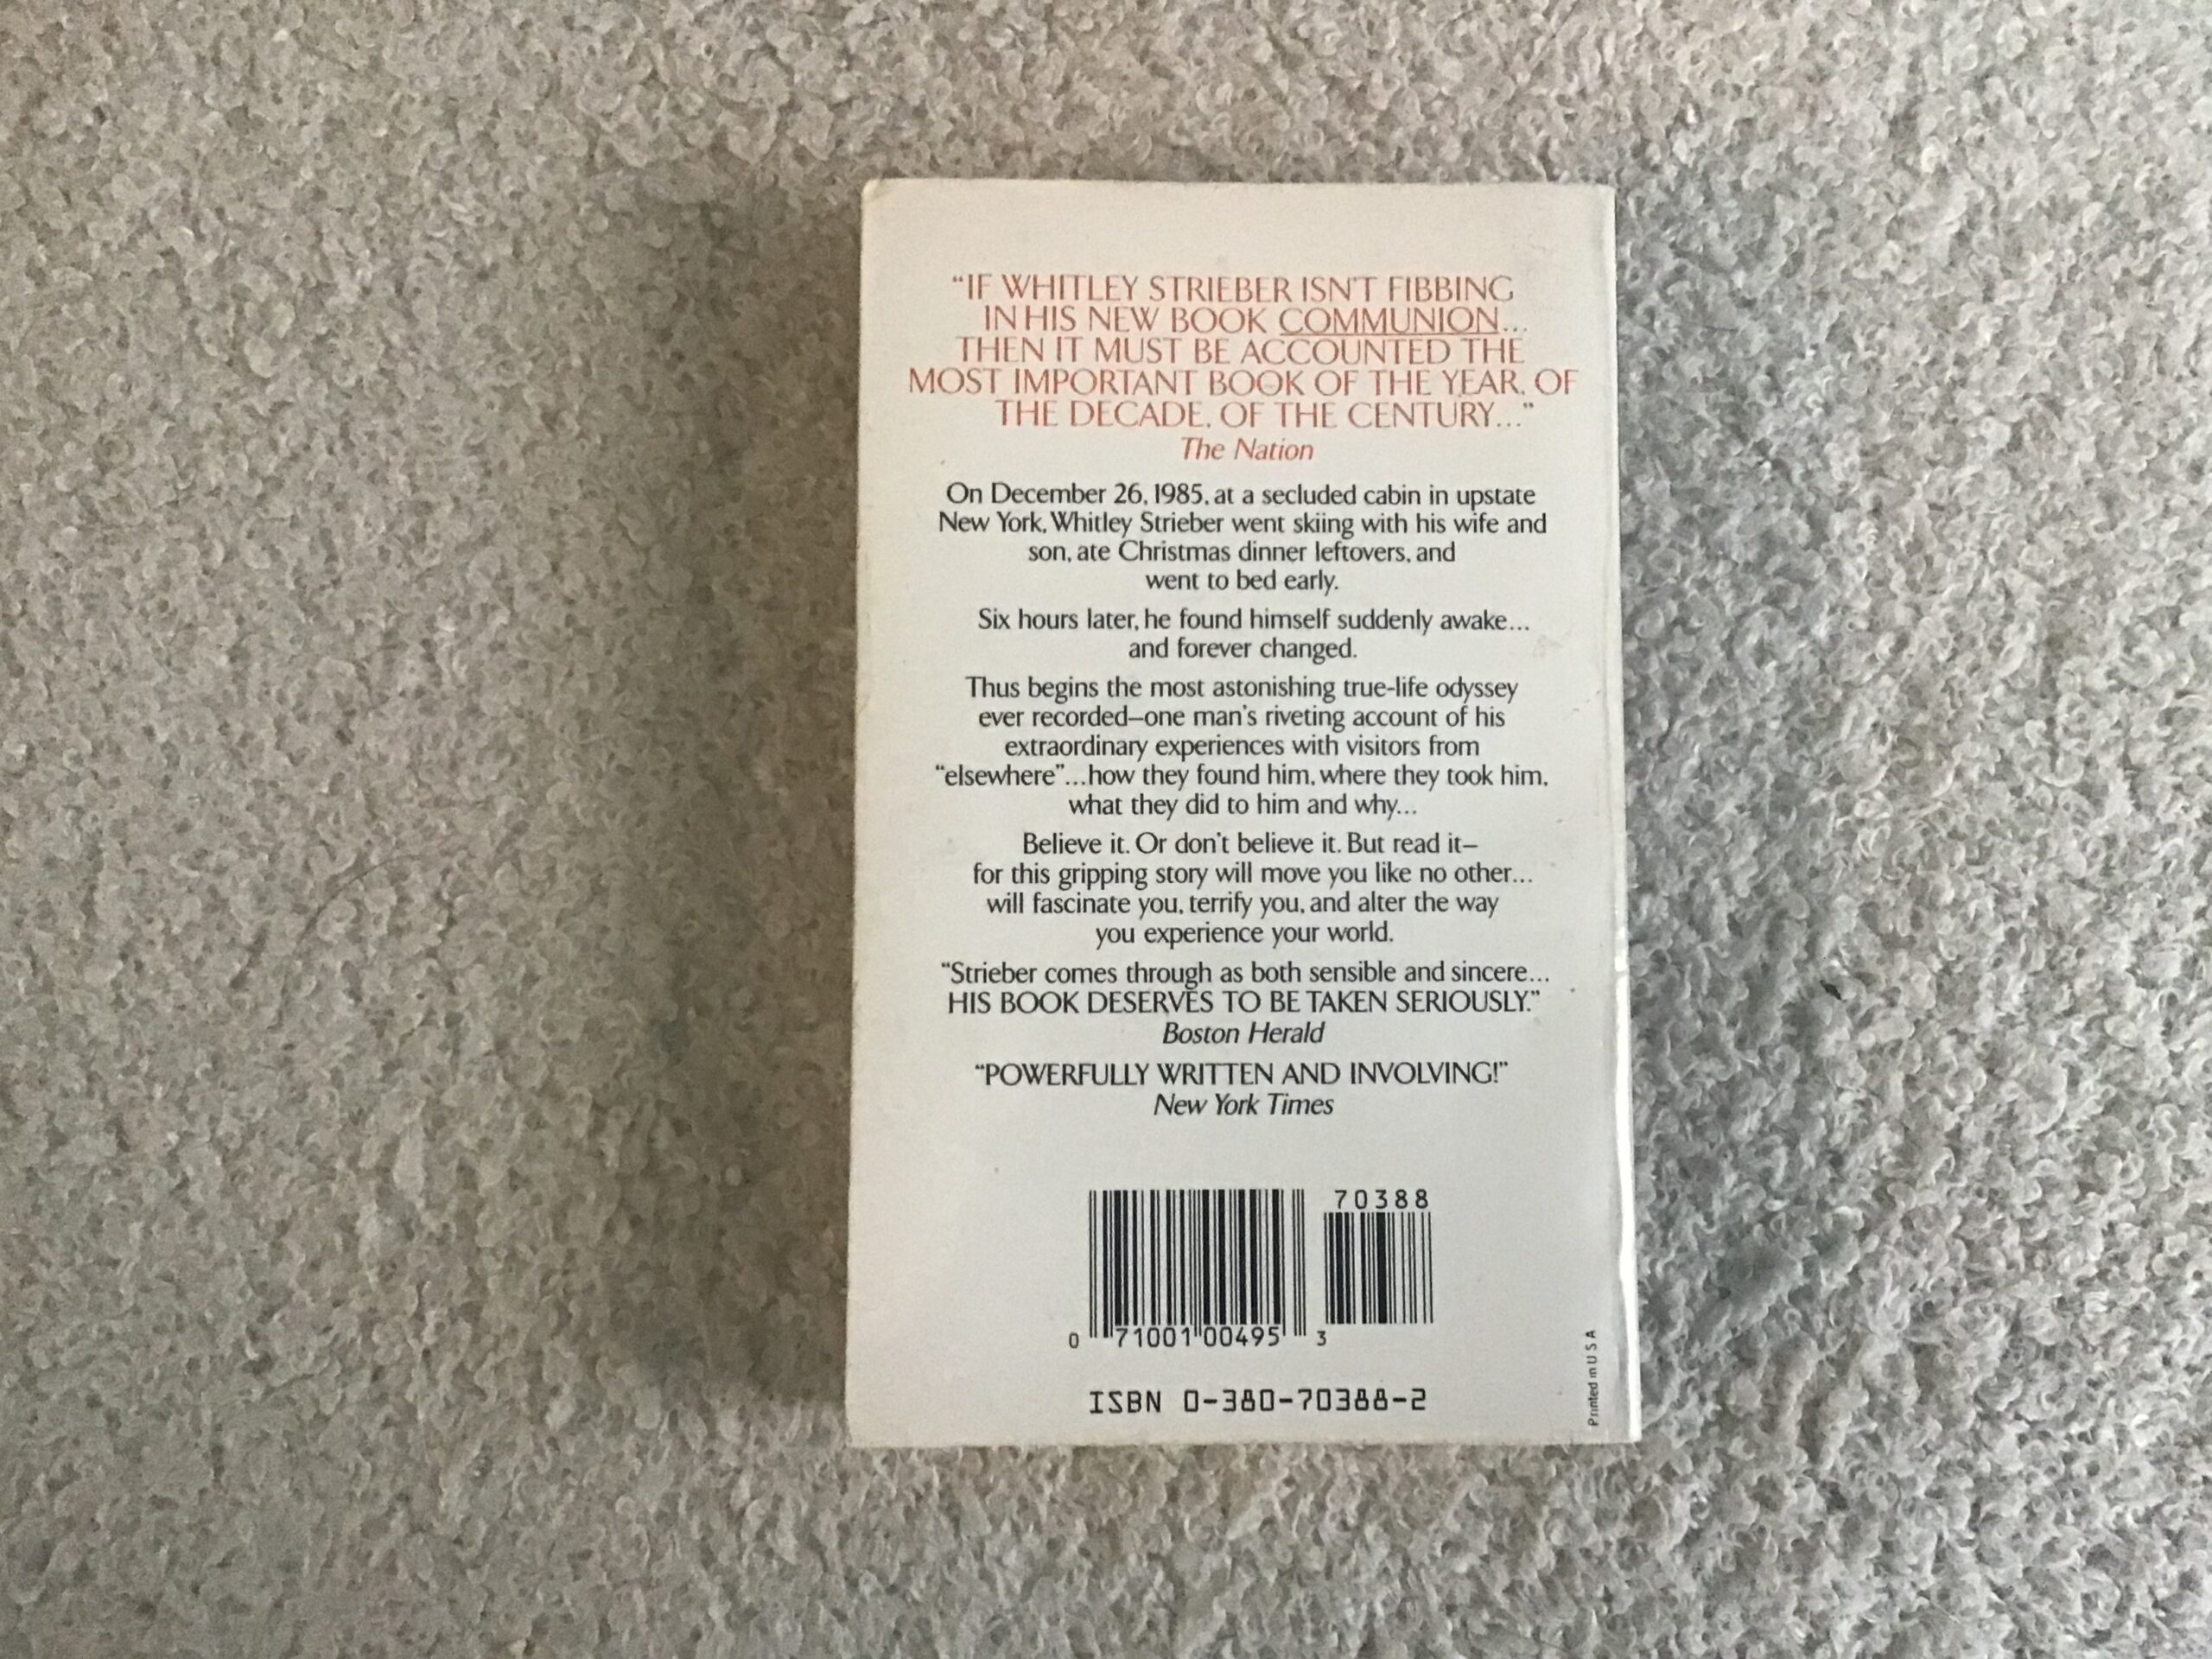 “IF WHITLEY STRIEBER ISN'T FIBBING
IN HIS NEW BOOK COMMUNION...
THEN IT MUST BE ACCOUNTED THE
MOST IMPORTANT BOOK OF THE YEAR, OF
THE DECADE, OF THE CENTURY...”
The Nation
On December 26, 1985, at a secluded cabin in upstate
New York, Whitley Strieber went skiing with his wife and
son, ate Christmas dinner leftovers, and
went to bed early.
Six hours later, he found himself suddenly awake...
and forever changed.
Thus begins the most astonishing true-life odyssey
ever recorded—one man's riveting account of his
extraordinary experiences with visitors from
“elsewhere”...how they found him, where they took him,
what they did to him and why...
Believe it. Or don't believe it. But read it—
for this gripping story will move you like no other...
will fascinate you, terrify you, and alter the way
you experience your world.
“Strieber comes through as both sensible and sincere...
HIS BOOK DESERVES TO BE TAKEN SERIOUSLY.”
Boston Herald
“POWERFULLY WRITTEN AND INVOLVING!”
New York Times
70388
0 71001 00495 3
ISBN 0-380-70388-2
Printed in U S A